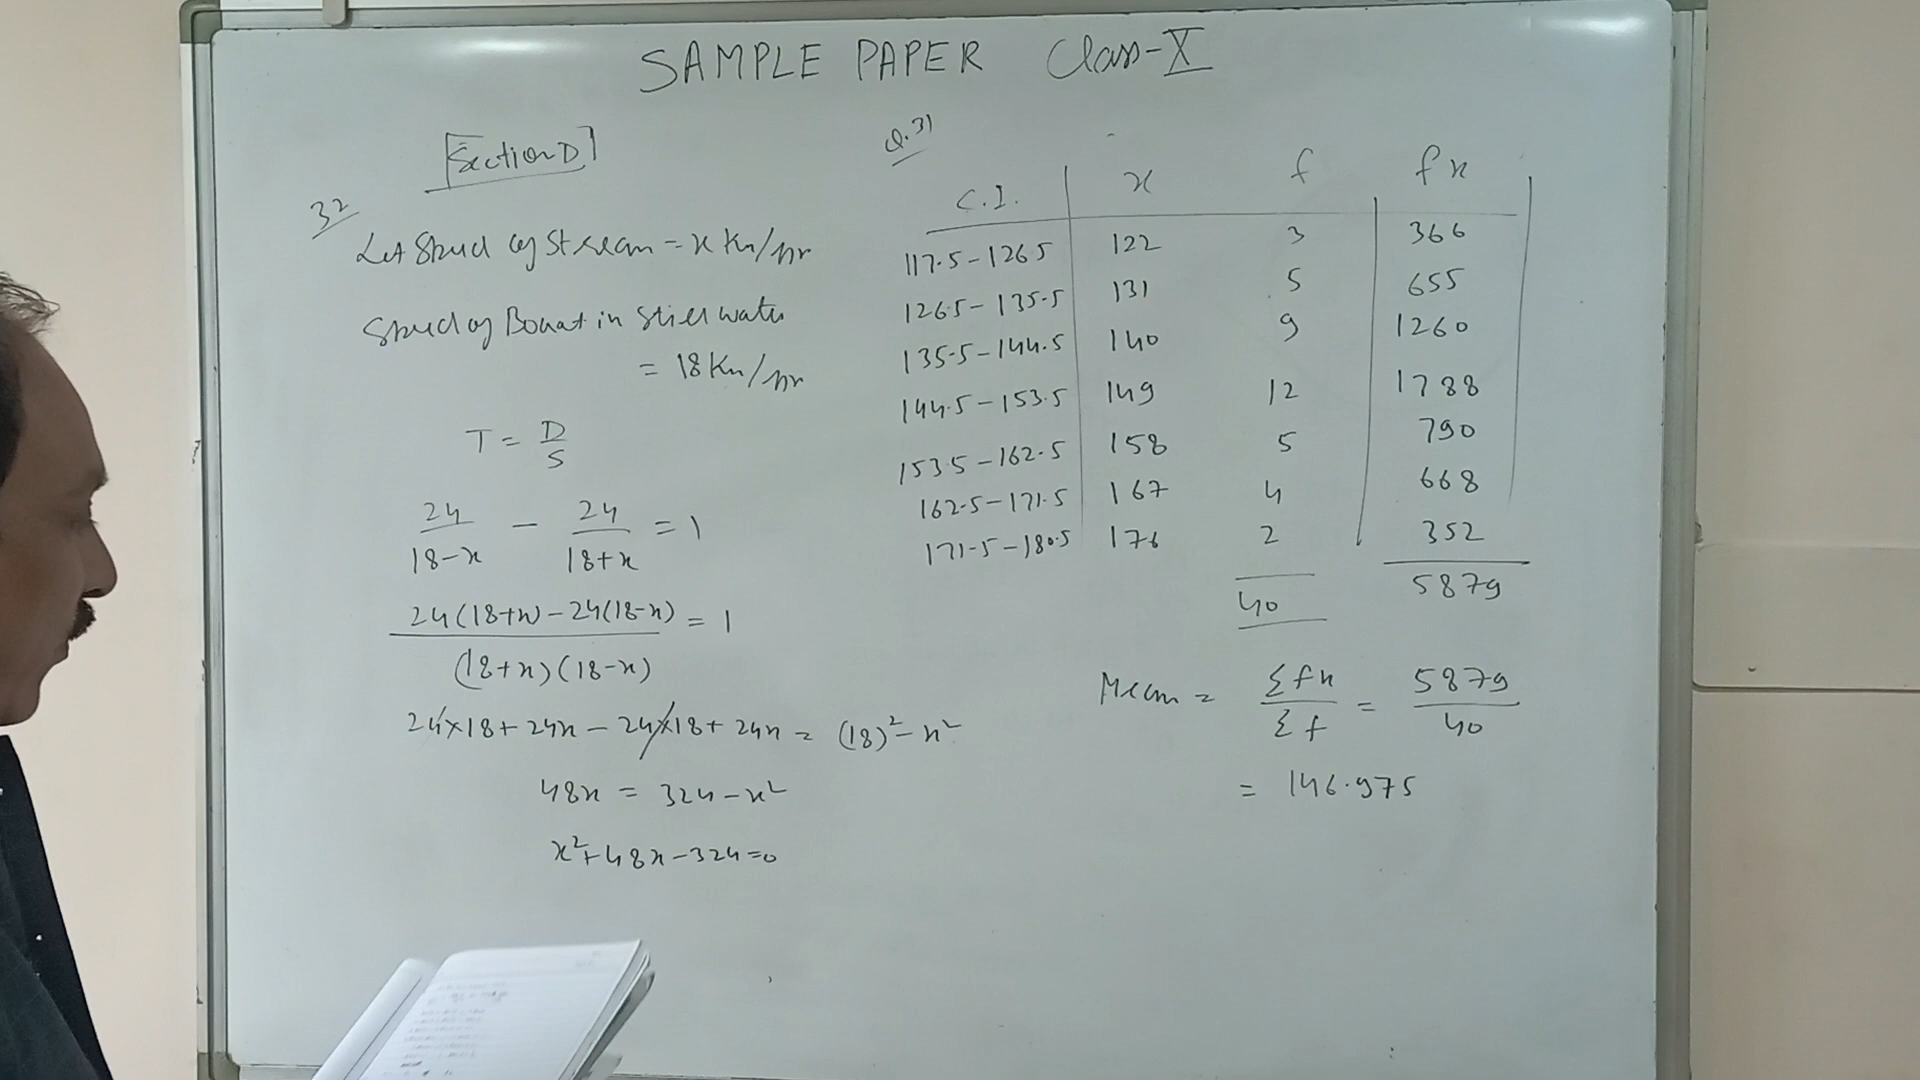 SAMPLE PAPER Class-X
Section D
32
Let Speed of Stream = x Km/hr
Speed of Boat in Still water
= 18 Km/hr
T = D/S
24/(18-x) - 24/(18+x) = 1
24(18+x) - 24(18-x) / (18+x)(18-x) = 1
24×18 + 24x - 24×18 + 24x = (18)² - x²
48x = 324 - x²
x² + 48x - 324 = 0
Q.31
C.I. x f fx
117.5-126.5 122 3 366
126.5-135.5 131 5 655
135.5-144.5 140 9 1260
144.5-153.5 149 12 1788
153.5-162.5 158 5 790
162.5-171.5 167 4 668
171.5-180.5 176 2 352
40 5879
Mean = Σfx/Σf = 5879/40
= 146.975